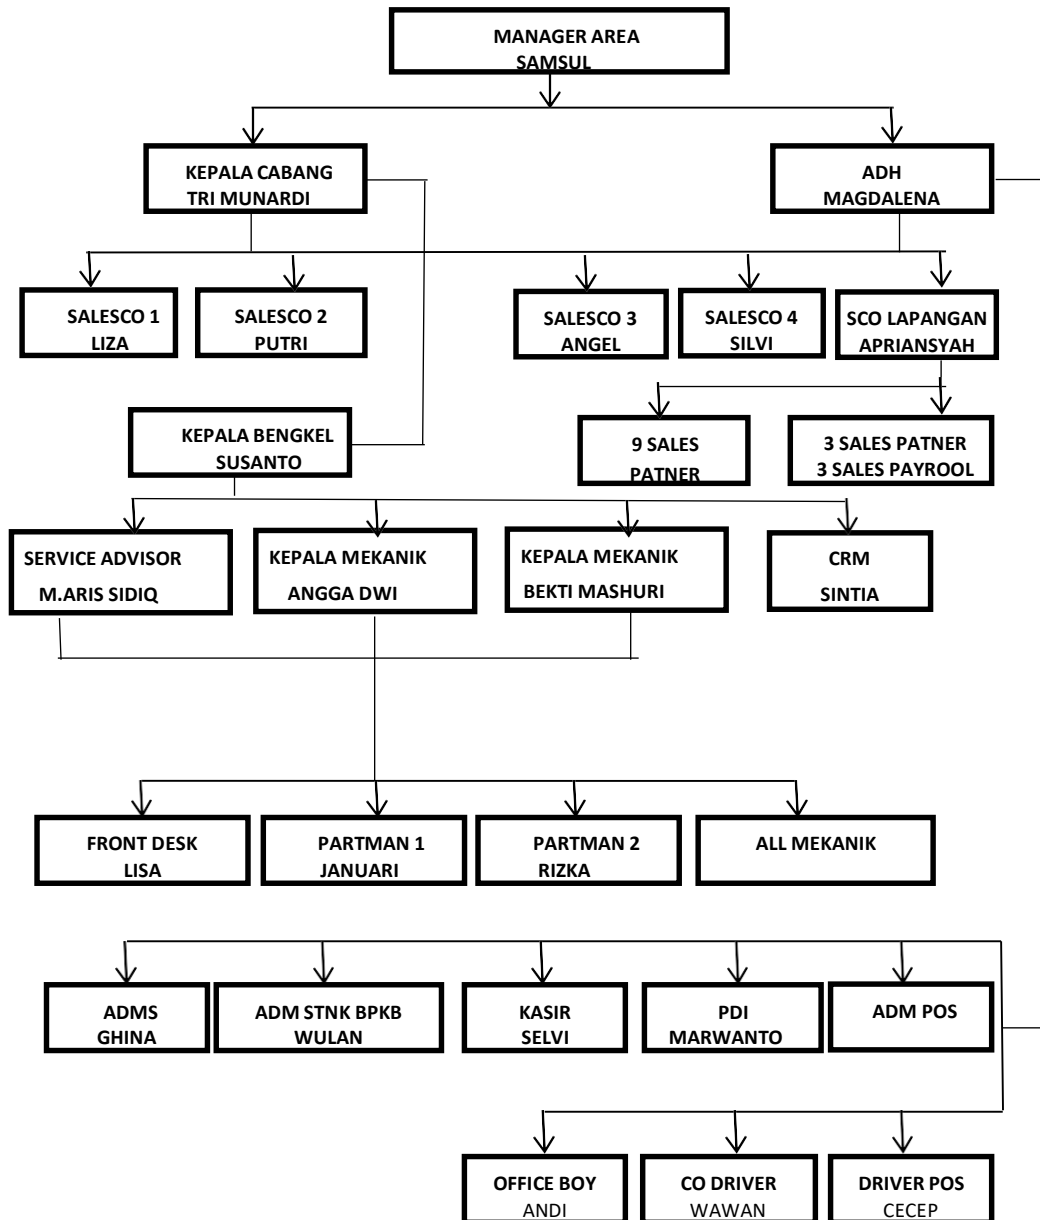 MANAGER AREA
SAMSUL
KEPALA CABANG
TRI MUNARDI
ADH
MAGDALENA
SALESCO 1
LIZA
SALESCO 2
PUTRI
SALESCO 3
ANGEL
SALESCO 4
SILVI
SCO LAPANGAN
APRIANSYAH
KEPALA BENGKEL
SUSANTO
9 SALES
PATNER
3 SALES PATNER
3 SALES PAYROOL
SERVICE ADVISOR
M.ARIS SIDIQ
KEPALA MEKANIK
ANGGA DWI
KEPALA MEKANIK
BEKTI MASHURI
CRM
SINTIA
FRONT DESK
LISA
PARTMAN 1
JANUARI
PARTMAN 2
RIZKA
ALL MEKANIK
ADMS
GHINA
ADM STNK BPKB
WULAN
KASIR
SELVI
PDI
MARWANTO
ADM POS
OFFICE BOY
ANDI
CO DRIVER
WAWAN
DRIVER POS
CECEP